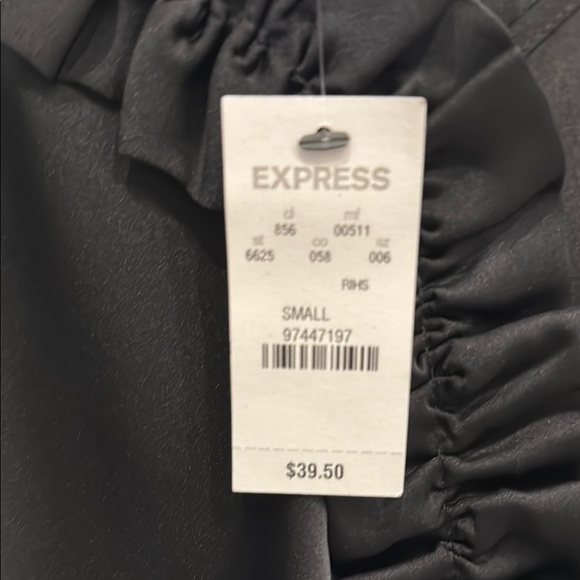 EXPRESS
cl mf
856 00511
st co sz
6625 058 006
RIHS
SMALL
97447197
$39.50